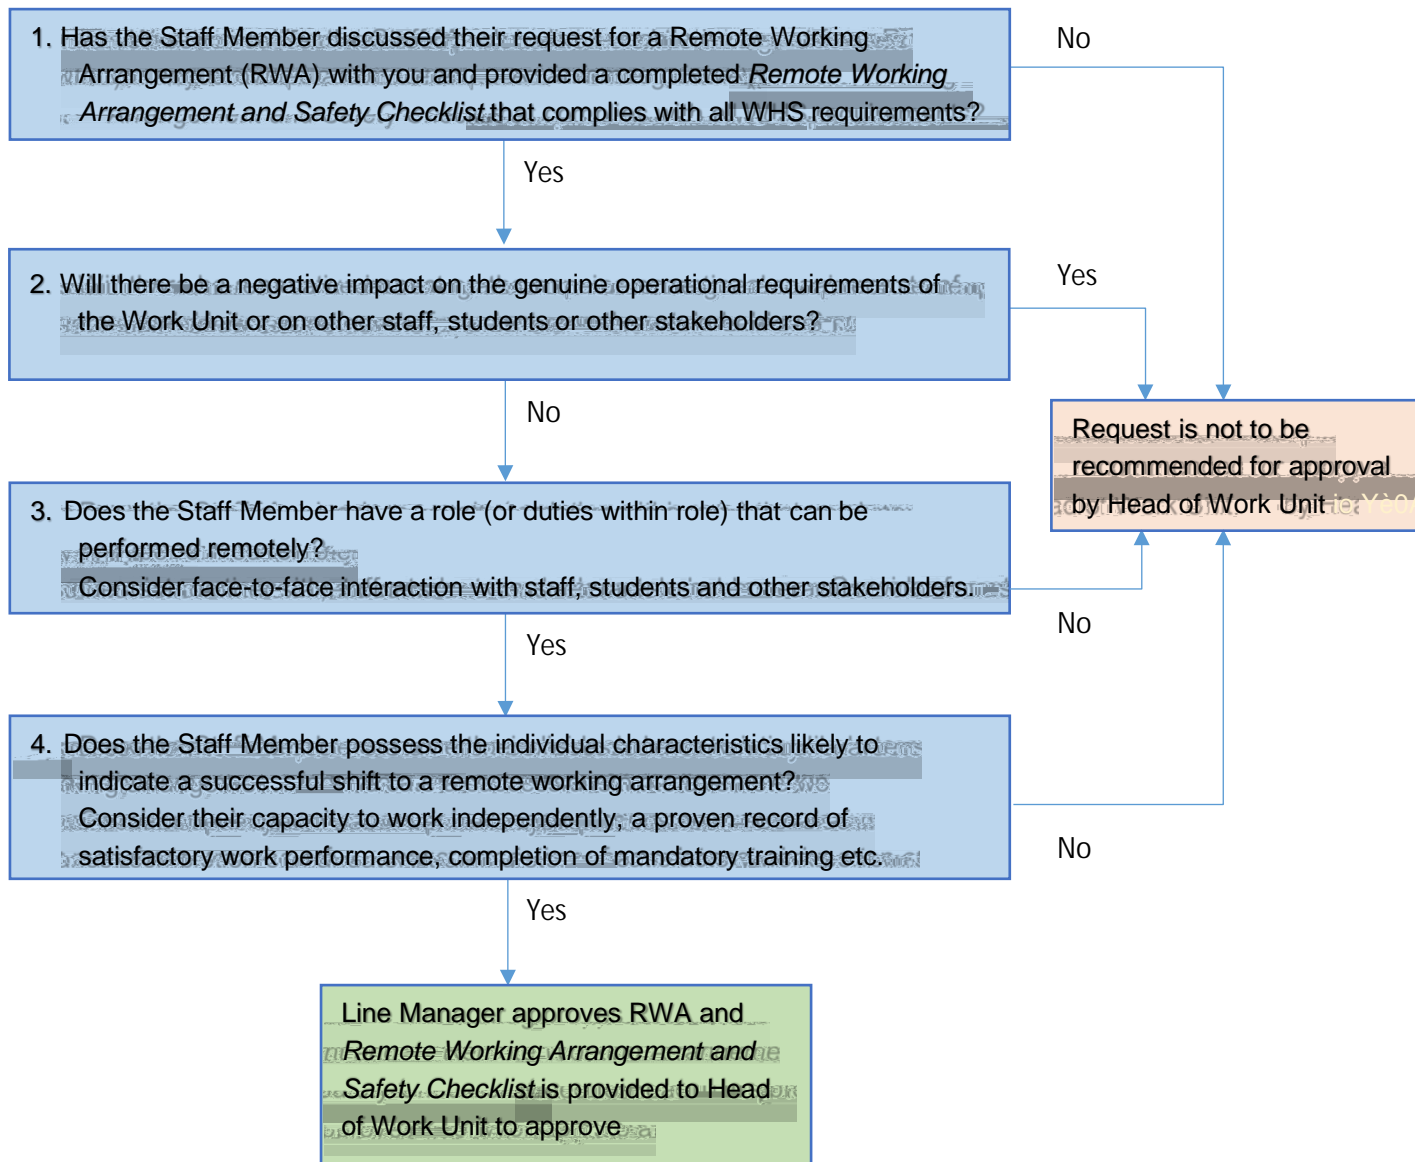 1. Has the Staff Member discussed their request for a Remote Working
Arrangement (RWA) with you and provided a completed Remote Working
Arrangement and Safety Checklist that complies with all WHS requirements?
No
Yes
2. Will there be a negative impact on the genuine operational requirements of
the Work Unit or on other staff, students or other stakeholders?
Yes
No
Request is not to be
recommended for approval
by Head of Work Unit
3. Does the Staff Member have a role (or duties within role) that can be
performed remotely?
Consider face-to-face interaction with staff, students and other stakeholders.
No
Yes
4. Does the Staff Member possess the individual characteristics likely to
indicate a successful shift to a remote working arrangement?
Consider their capacity to work independently, a proven record of
satisfactory work performance, completion of mandatory training etc.
No
Yes
Line Manager approves RWA and
Remote Working Arrangement and
Safety Checklist is provided to Head
of Work Unit to approve